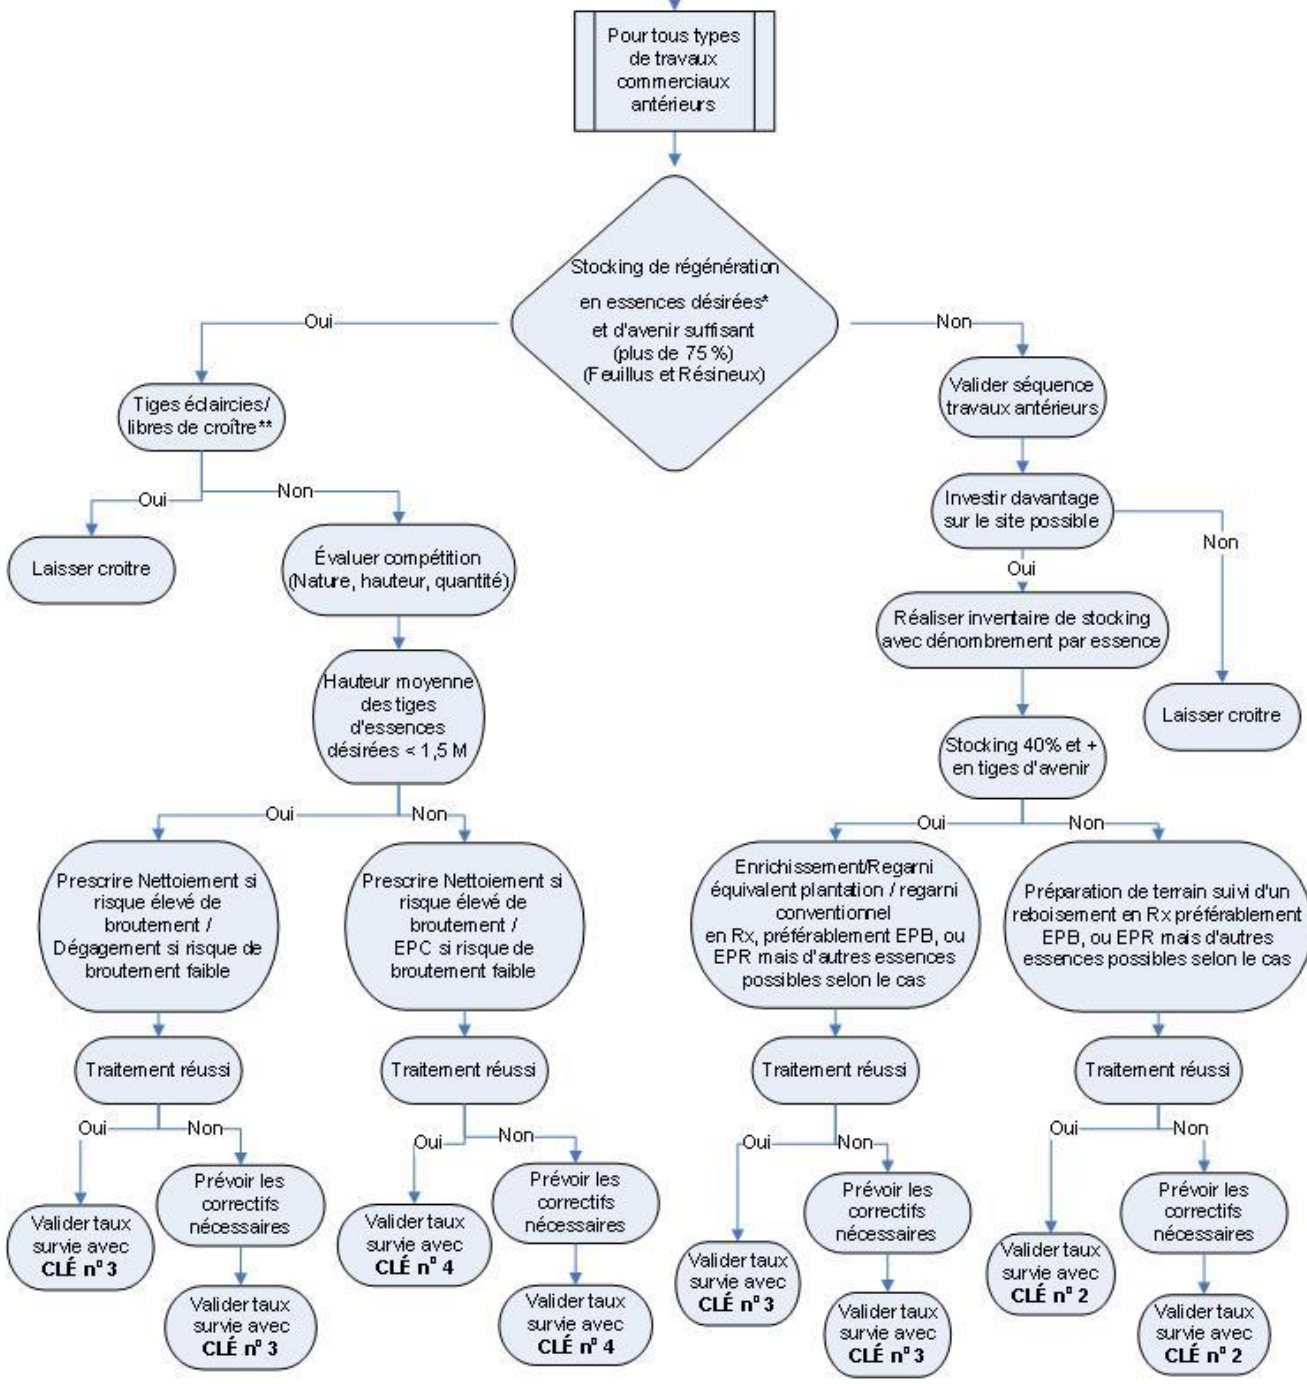 Pour tous types
de travaux
commerciaux
antérieurs
Stocking de régénération
en essences désirées*
et d'avenir suffisant
(plus de 75 %)
(Feuillus et Résineux)
Oui
Non
Tiges éclaircies/
libres de croître**
Valider séquence
travaux antérieurs
Oui
Non
Investir davantage
sur le site possible
Laisser croitre
Évaluer compétition
(Nature, hauteur, quantité)
Oui
Non
Réaliser inventaire de stocking
avec dénombrement par essence
Hauteur moyenne
des tiges
d'essences
désirées < 1,5 M
Laisser croitre
Stocking 40% et +
en tiges d'avenir
Oui
Non
Oui
Non
Prescrire Nettoiement si
risque élevé de
broutement /
Dégagement si risque de
broutement faible
Prescrire Nettoiement si
risque élevé de
broutement /
EPC si risque de
broutement faible
Enrichissement/Regarni
équivalent plantation / regarni
conventionnel
en Rx, préférablement EPB, ou
EPR mais d'autres essences
possibles selon le cas
Préparation de terrain suivi d'un
reboisement en Rx préférablement
EPB, ou EPR mais d'autres
essences possibles selon le cas
Traitement réussi
Traitement réussi
Traitement réussi
Traitement réussi
Oui
Non
Oui
Non
Oui
Non
Oui
Non
Valider taux
survie avec
CLÉ n° 3
Prévoir les
correctifs
nécessaires
Valider taux
survie avec
CLÉ n° 3
Valider taux
survie avec
CLÉ n° 4
Prévoir les
correctifs
nécessaires
Valider taux
survie avec
CLÉ n° 4
Valider taux
survie avec
CLÉ n° 3
Prévoir les
correctifs
nécessaires
Valider taux
survie avec
CLÉ n° 3
Valider taux
survie avec
CLÉ n° 2
Prévoir les
correctifs
nécessaires
Valider taux
survie avec
CLÉ n° 2